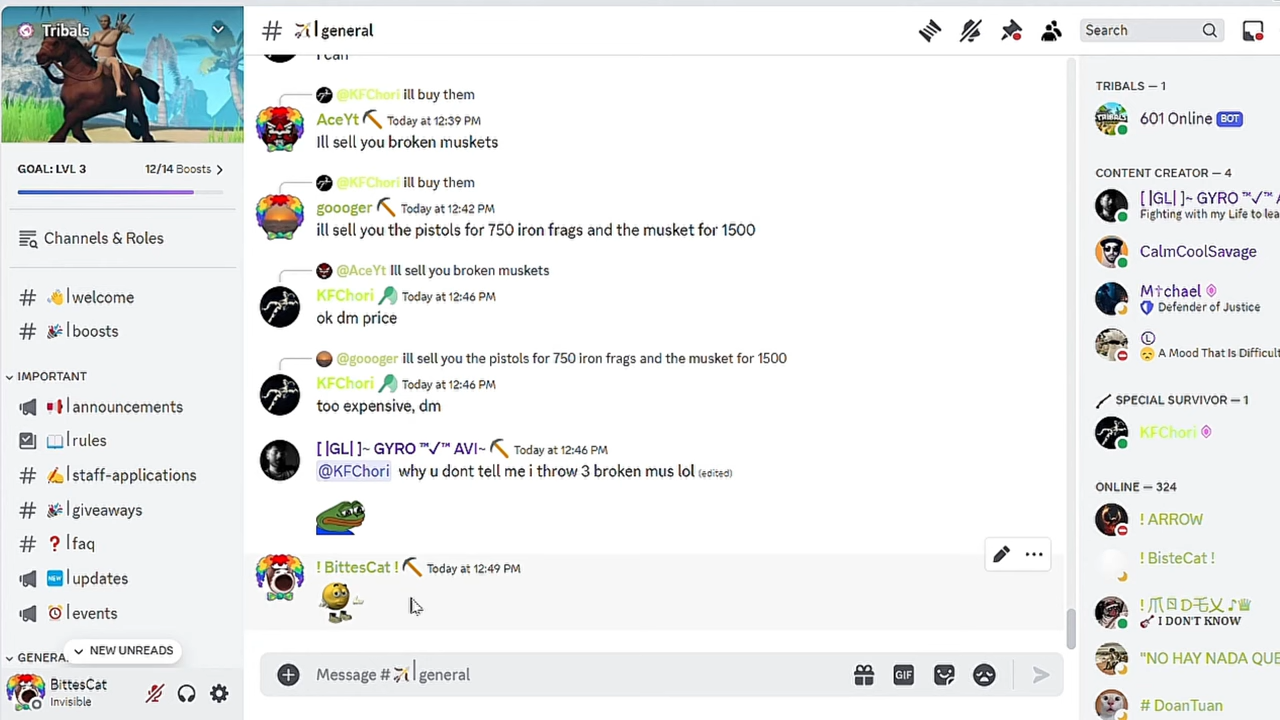 Tribals
GOAL: LVL 3
12/14 Boosts
Channels & Roles
welcome
boosts
IMPORTANT
announcements
rules
staff-applications
giveaways
faq
updates
events
GENERA
NEW UNREADS
BittesCat
Invisible
# | general
I can
@KFChori ill buy them
AceYt Today at 12:39 PM
Ill sell you broken muskets
@KFChori ill buy them
goooger Today at 12:42 PM
ill sell you the pistols for 750 iron frags and the musket for 1500
@AceYt Ill sell you broken muskets
KFChori Today at 12:46 PM
ok dm price
@goooger ill sell you the pistols for 750 iron frags and the musket for 1500
KFChori Today at 12:46 PM
too expensive, dm
[ |GL| ]~ GYRO ™✓™ AVI~ Today at 12:46 PM
@KFChori why u dont tell me i throw 3 broken mus lol (edited)
! BittesCat ! Today at 12:49 PM
Message # | general
GIF
Search
TRIBALS — 1
601 Online BOT
CONTENT CREATOR — 4
[ |GL| ]~ GYRO ™✓™ A
Fighting with my Life to lea
CalmCoolSavage
M†chael
Defender of Justice
Ⓛ
A Mood That Is Difficult
SPECIAL SURVIVOR — 1
KFChori
ONLINE — 324
! ARROW
! BisteCat !
I DON'T KNOW
"NO HAY NADA QUE
# DoanTuan